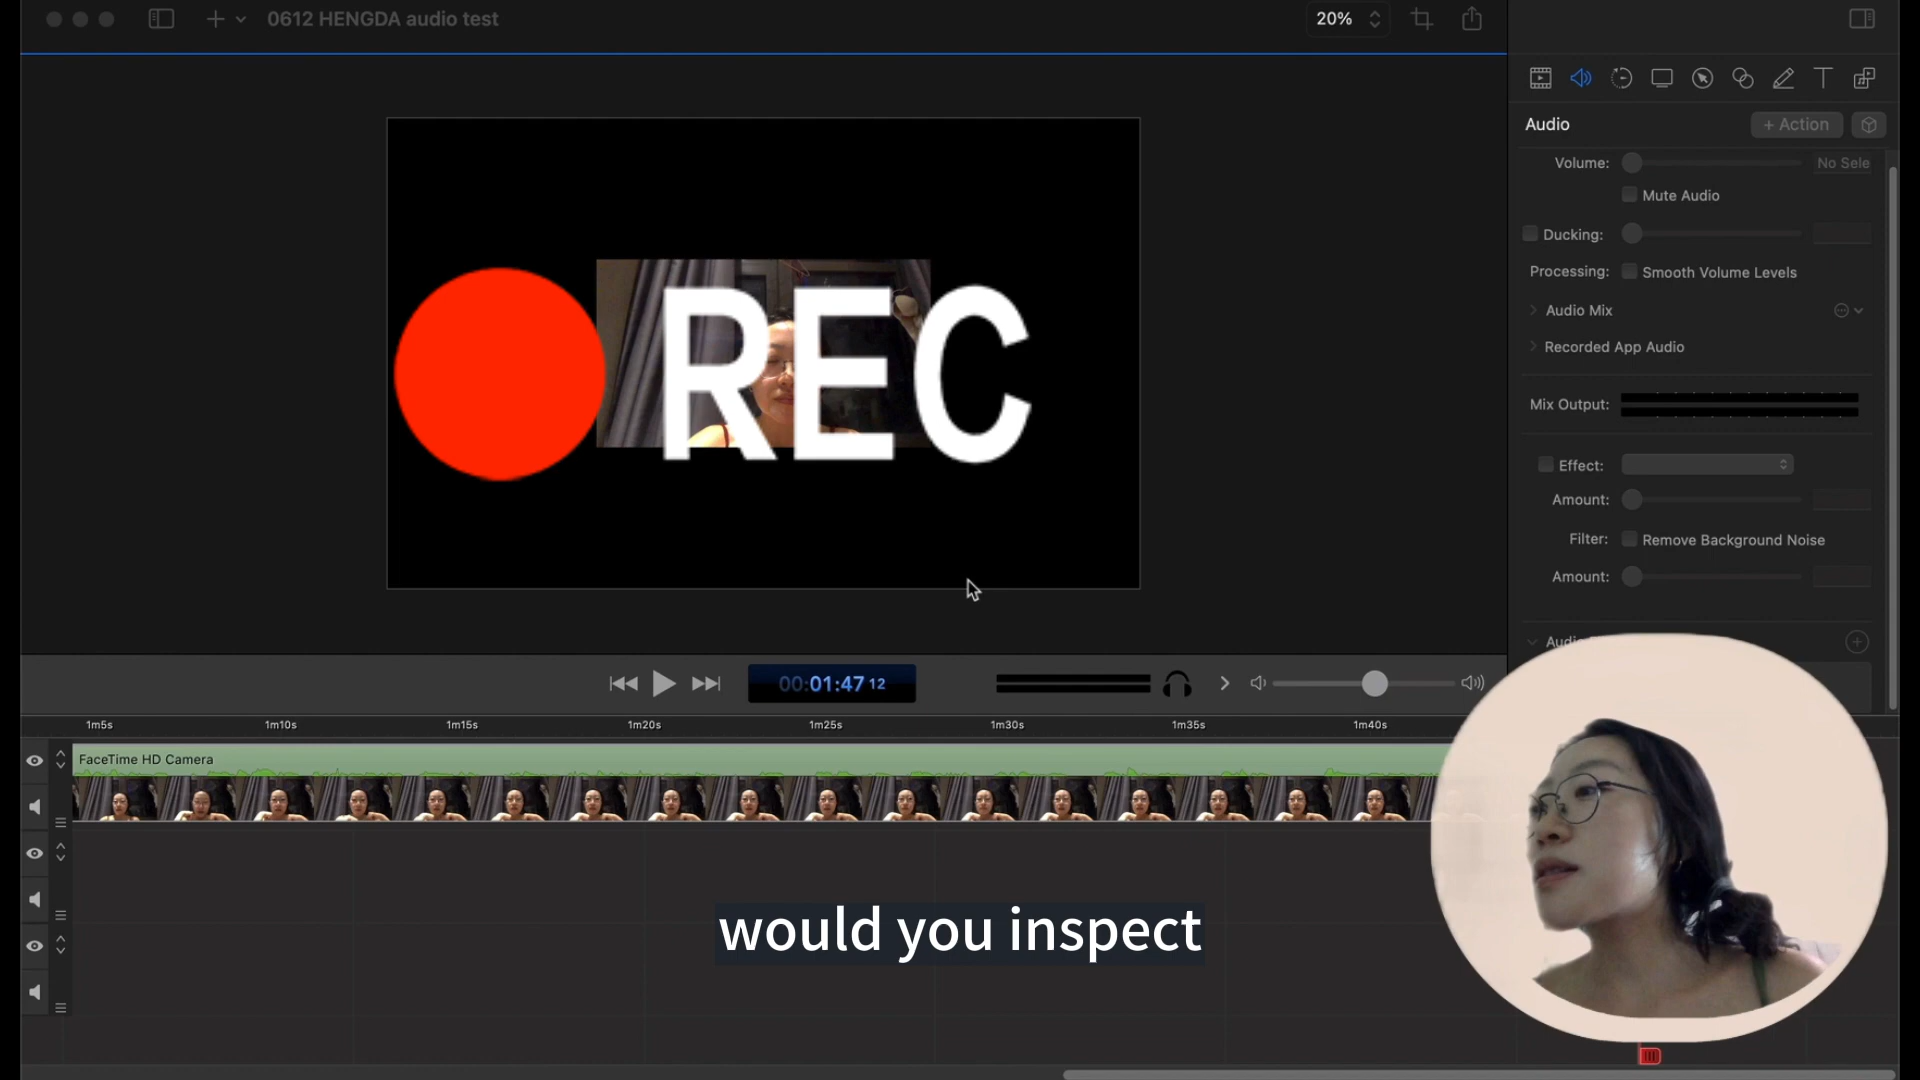 0612 HENGDA audio test
20%
Audio
+ Action
Volume:
No Sele
Mute Audio
Ducking:
Processing:
Smooth Volume Levels
Audio Mix
Recorded App Audio
Mix Output:
Effect:
Amount:
Filter:
Remove Background Noise
Amount:
REC
00:01:47 12
1m5s
1m10s
1m15s
1m20s
1m25s
1m30s
1m35s
1m40s
FaceTime HD Camera
would you inspect